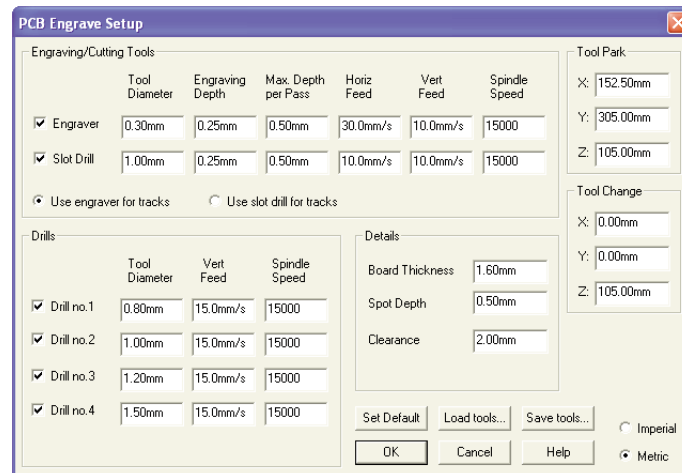 PCB Engrave Setup
Engraving/Cutting Tools
Tool Diameter Engraving Depth Max. Depth per Pass Horiz Feed Vert Feed Spindle Speed
Engraver 0.30mm 0.25mm 0.50mm 30.0mm/s 10.0mm/s 15000
Slot Drill 1.00mm 0.25mm 0.50mm 10.0mm/s 10.0mm/s 15000
Use engraver for tracks Use slot drill for tracks
Tool Park
X: 152.50mm
Y: 305.00mm
Z: 105.00mm
Tool Change
X: 0.00mm
Y: 0.00mm
Z: 105.00mm
Drills
Tool Diameter Vert Feed Spindle Speed
Drill no.1 0.80mm 15.0mm/s 15000
Drill no.2 1.00mm 15.0mm/s 15000
Drill no.3 1.20mm 15.0mm/s 15000
Drill no.4 1.50mm 15.0mm/s 15000
Details
Board Thickness 1.60mm
Spot Depth 0.50mm
Clearance 2.00mm
Set Default Load tools... Save tools...
OK Cancel Help
Imperial
Metric